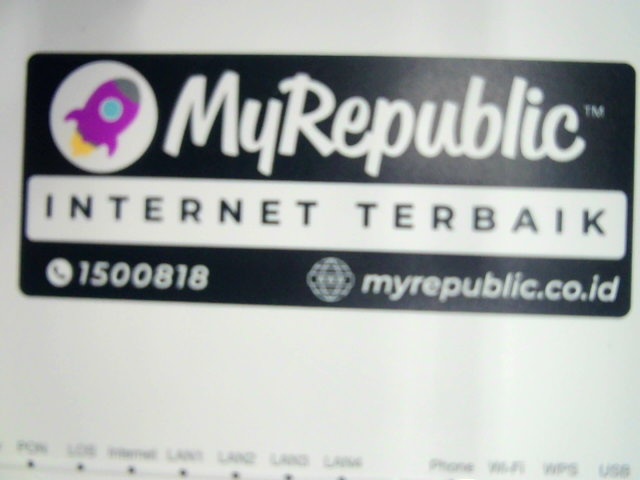 MyRepublic™
INTERNET TERBAIK
1500818 myrepublic.co.id
PON LOS Internet LAN1 LAN2 LAN3 LAN4 Phone Wi-Fi WPS USB